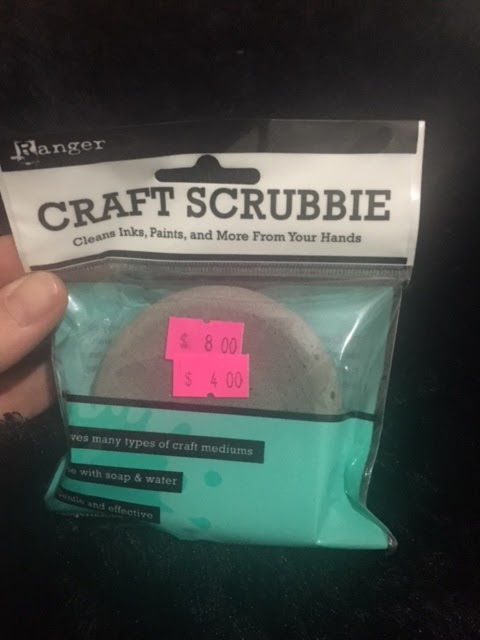 Ranger
CRAFT SCRUBBIE
Cleans Inks, Paints, and More From Your Hands
$ 8 00
$ 4 00
ves many types of craft mediums
with soap & water
and effective